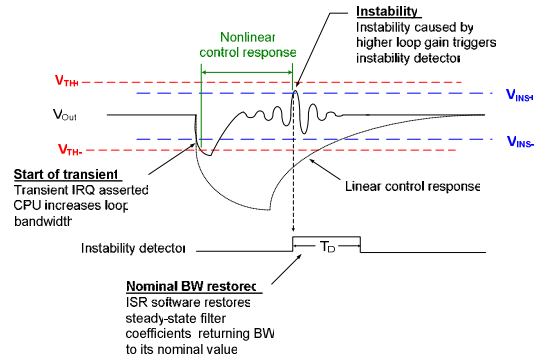 Instability
Instability caused by
higher loop gain triggers
instability detector
Nonlinear
control response
VTH+
VINS+
VOut
VINS-
VTH-
Start of transient
Transient IRQ asserted
CPU increases loop
bandwidth
Linear control response
Instability detector
TD
Nominal BW restored
ISR software restores
steady-state filter
coefficients returning BW
to its nominal value